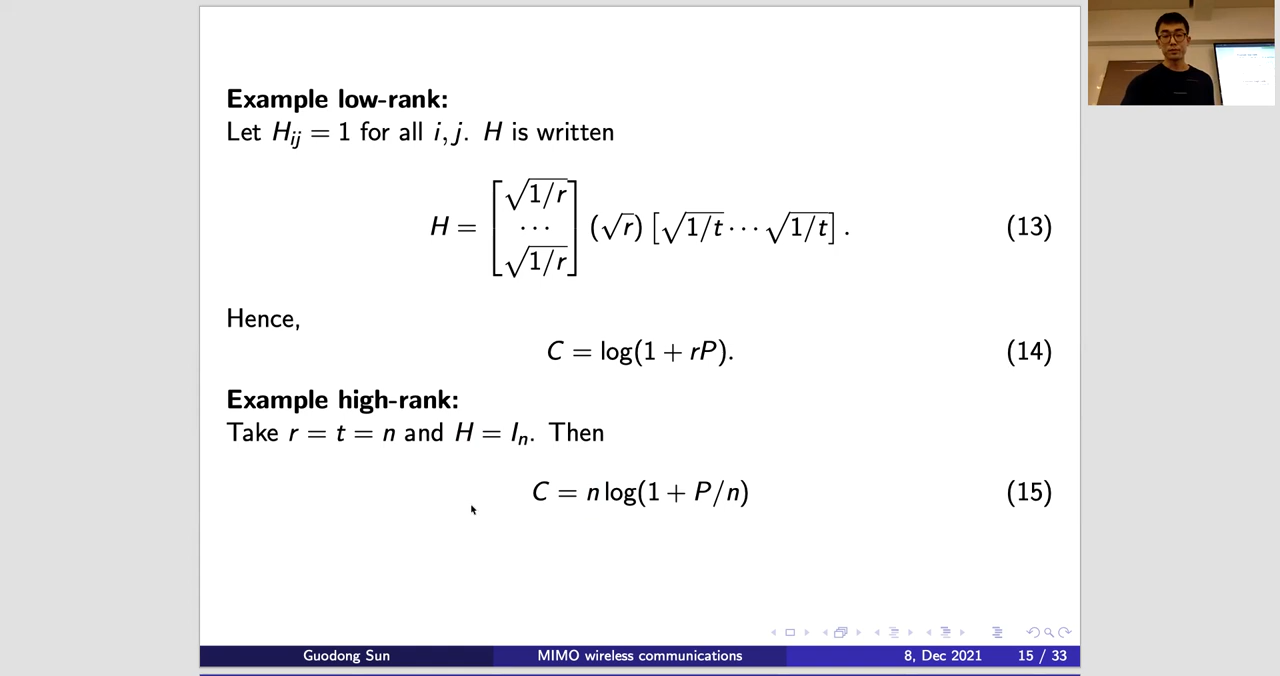 Example low-rank:
Let H_{ij} = 1 for all i, j. H is written
H = [√(1/r) ⋯ √(1/r)] (√r) [√(1/t) ⋯ √(1/t)] . (13)
Hence,
C = log(1 + rP). (14)
Example high-rank:
Take r = t = n and H = I_n. Then
C = n log(1 + P/n) (15)
Guodong Sun MIMO wireless communications 8, Dec 2021 15 / 33